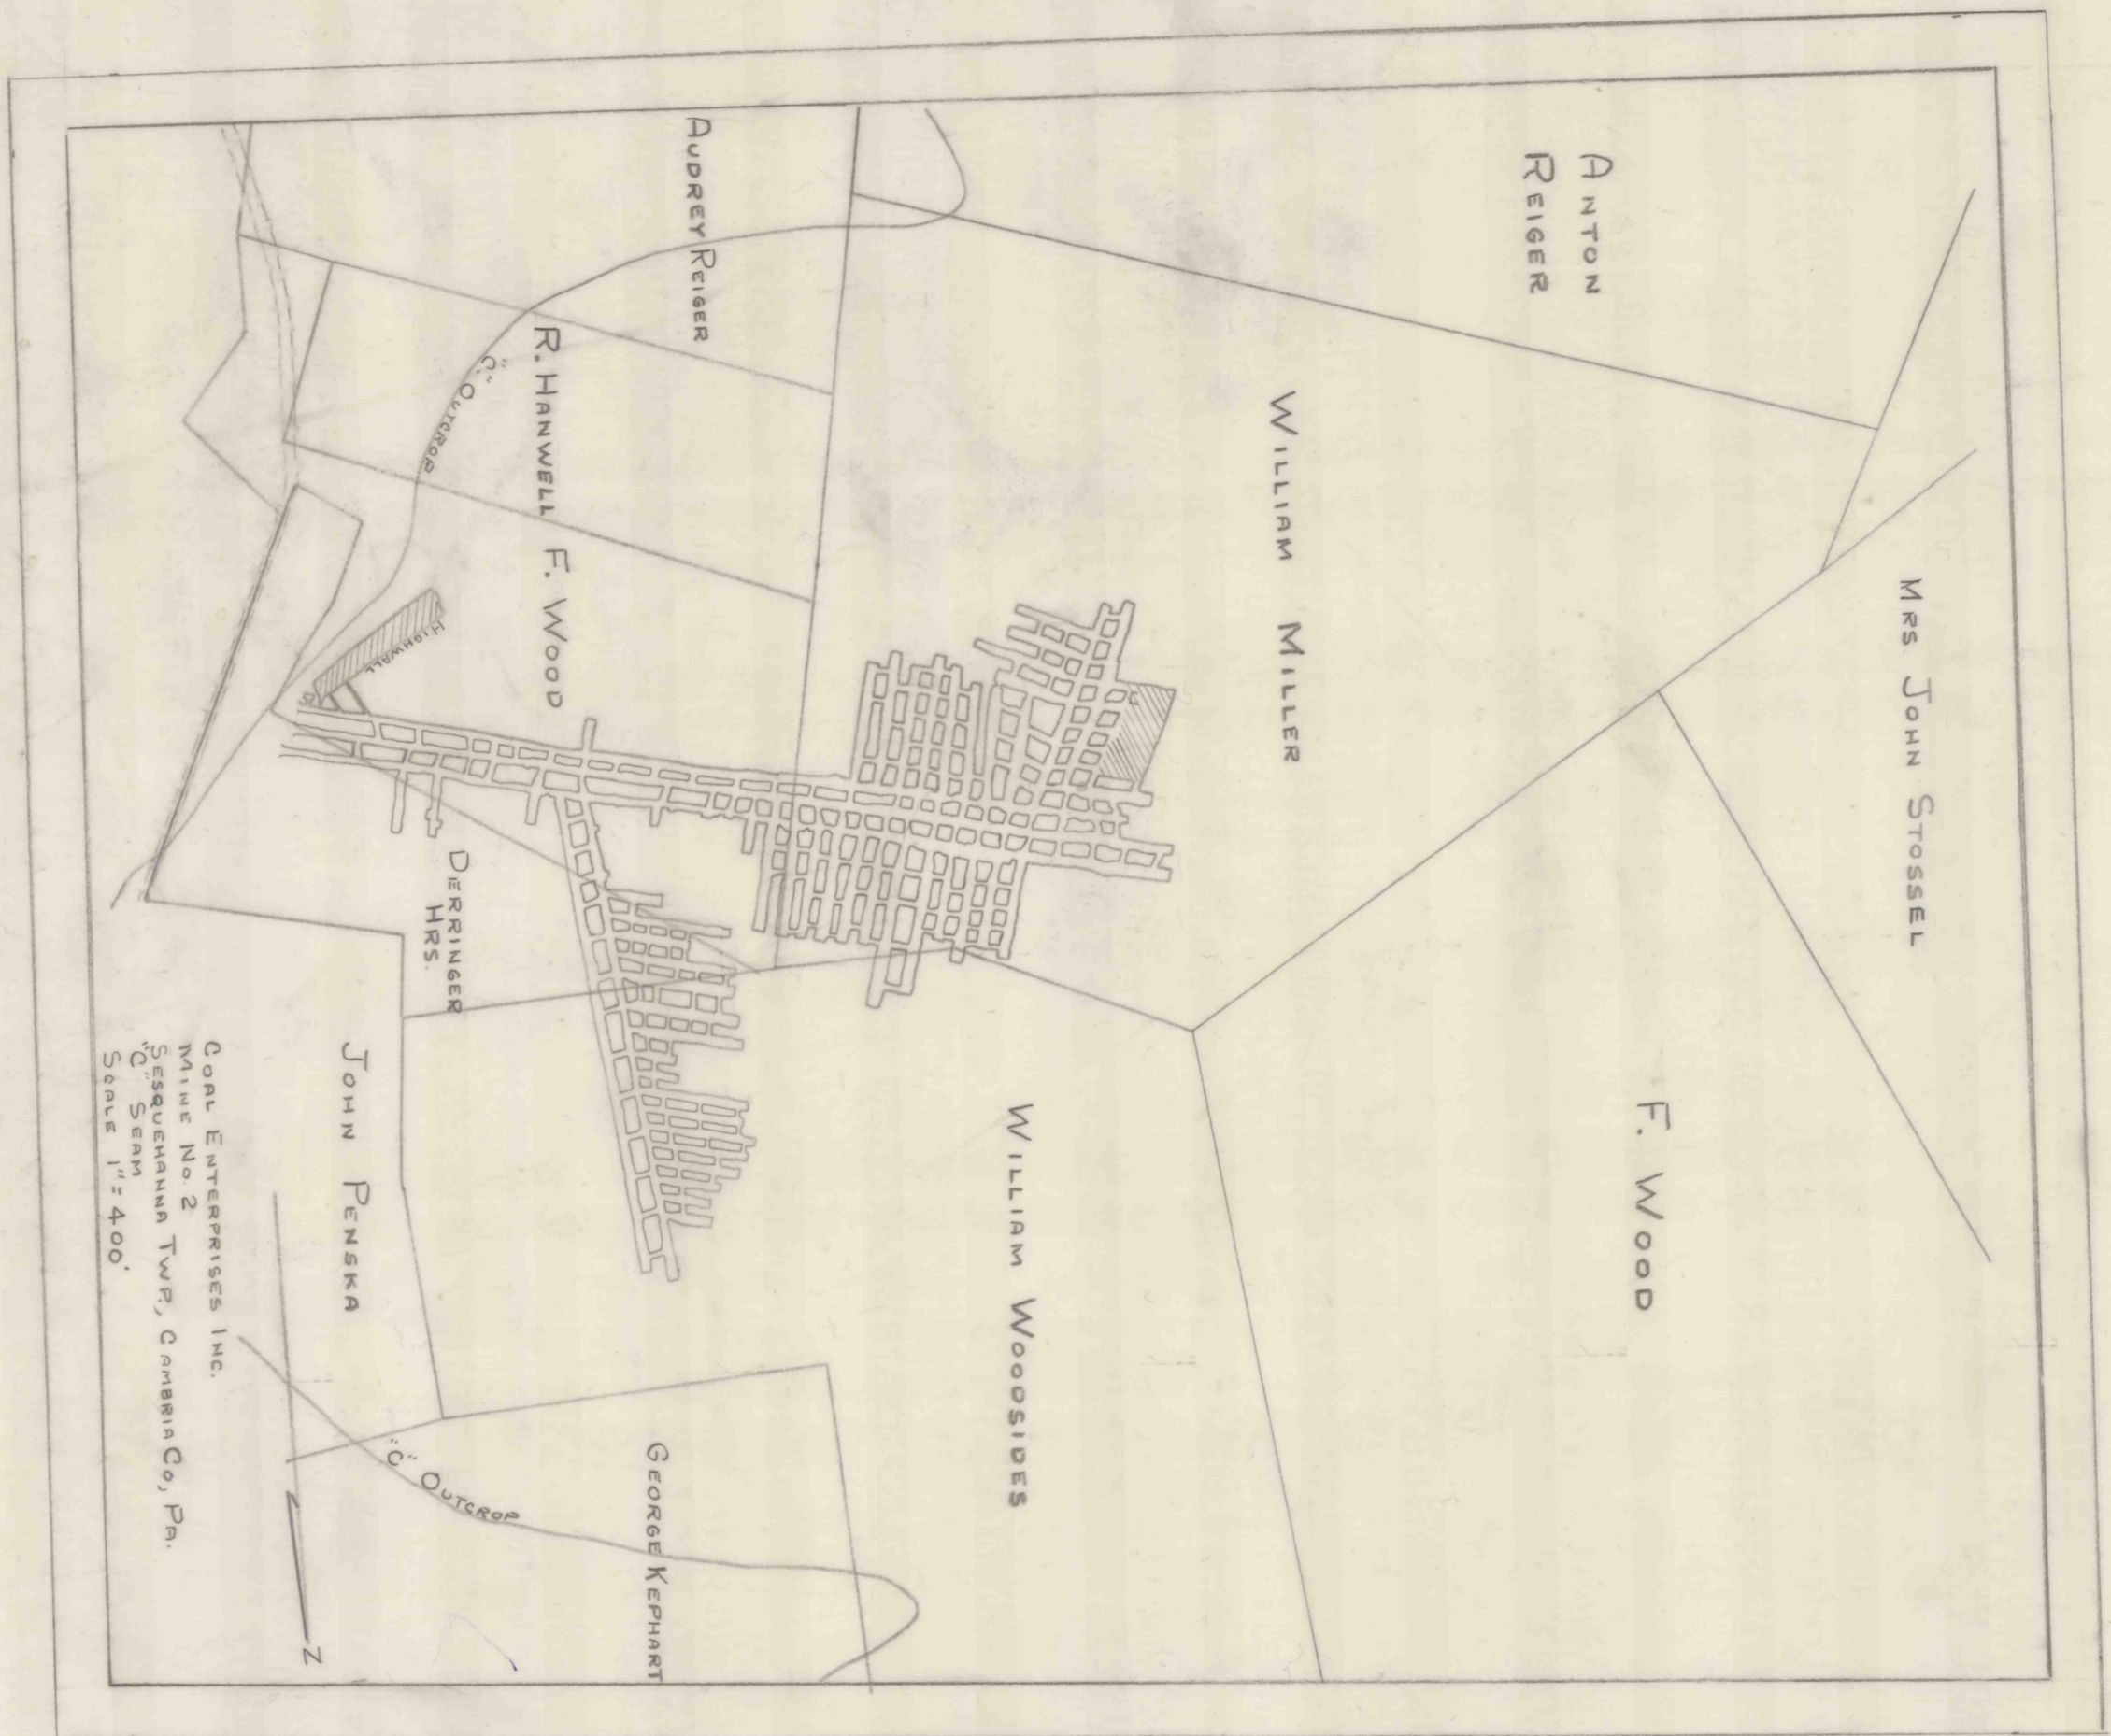 Anton
Reiger
Mrs. John Stossel
William Miller
F. Wood
Audrey Reiger
R. Hanwell
F. Wood
"C" Outcrop
Highwall
Derringer
Hrs.
William Woodsides
John Penska
George Kephart
"C" Outcrop
N
Coal Enterprises Inc.
Mine No. 2
Sesquehanna Twp., Cambria Co, Pa.
"C" Seam
Scale 1"=400'